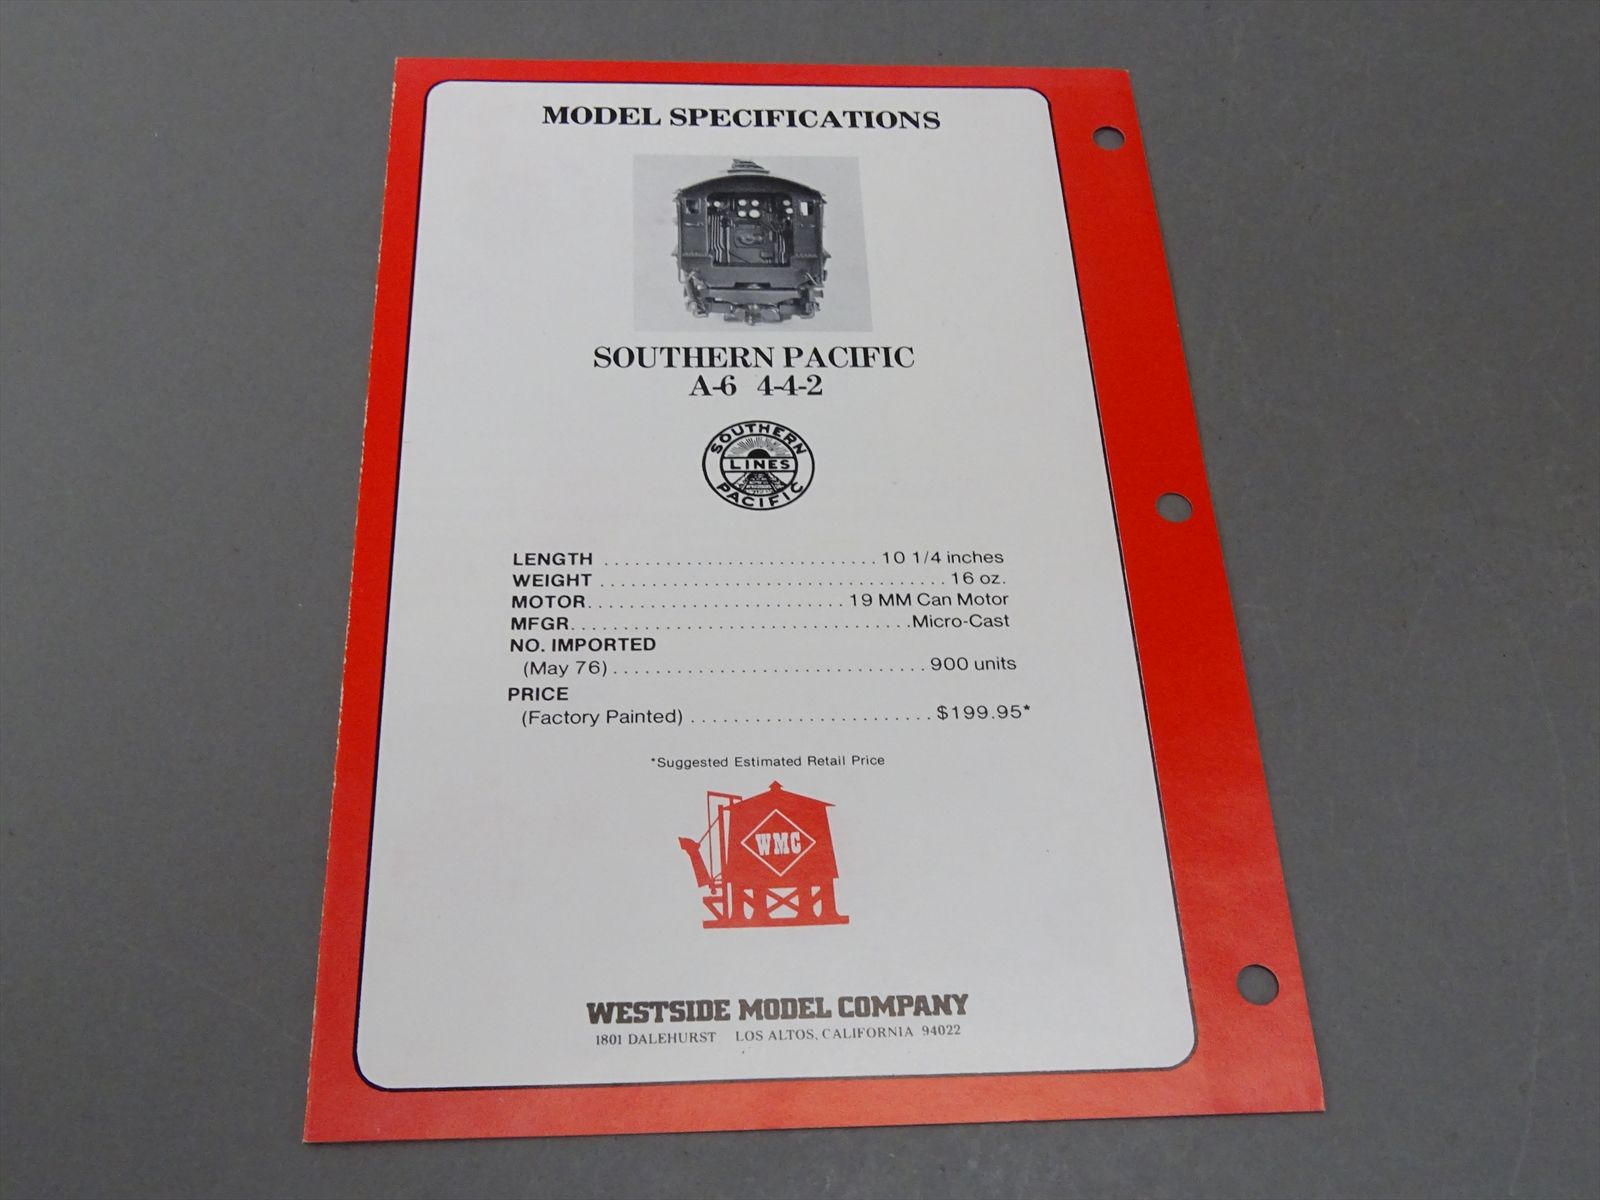 MODEL SPECIFICATIONS
SOUTHERN PACIFIC
A-6 4-4-2
SOUTHERN
LINES
PACIFIC
LENGTH ........................... 10 1/4 inches
WEIGHT .................................. 16 oz.
MOTOR......................... 19 MM Can Motor
MFGR.................................Micro-Cast
NO. IMPORTED
(May 76) .............................. 900 units
PRICE
(Factory Painted) ....................... $199.95*
*Suggested Estimated Retail Price
WMC
WESTSIDE MODEL COMPANY
1801 DALEHURST LOS ALTOS, CALIFORNIA 94022